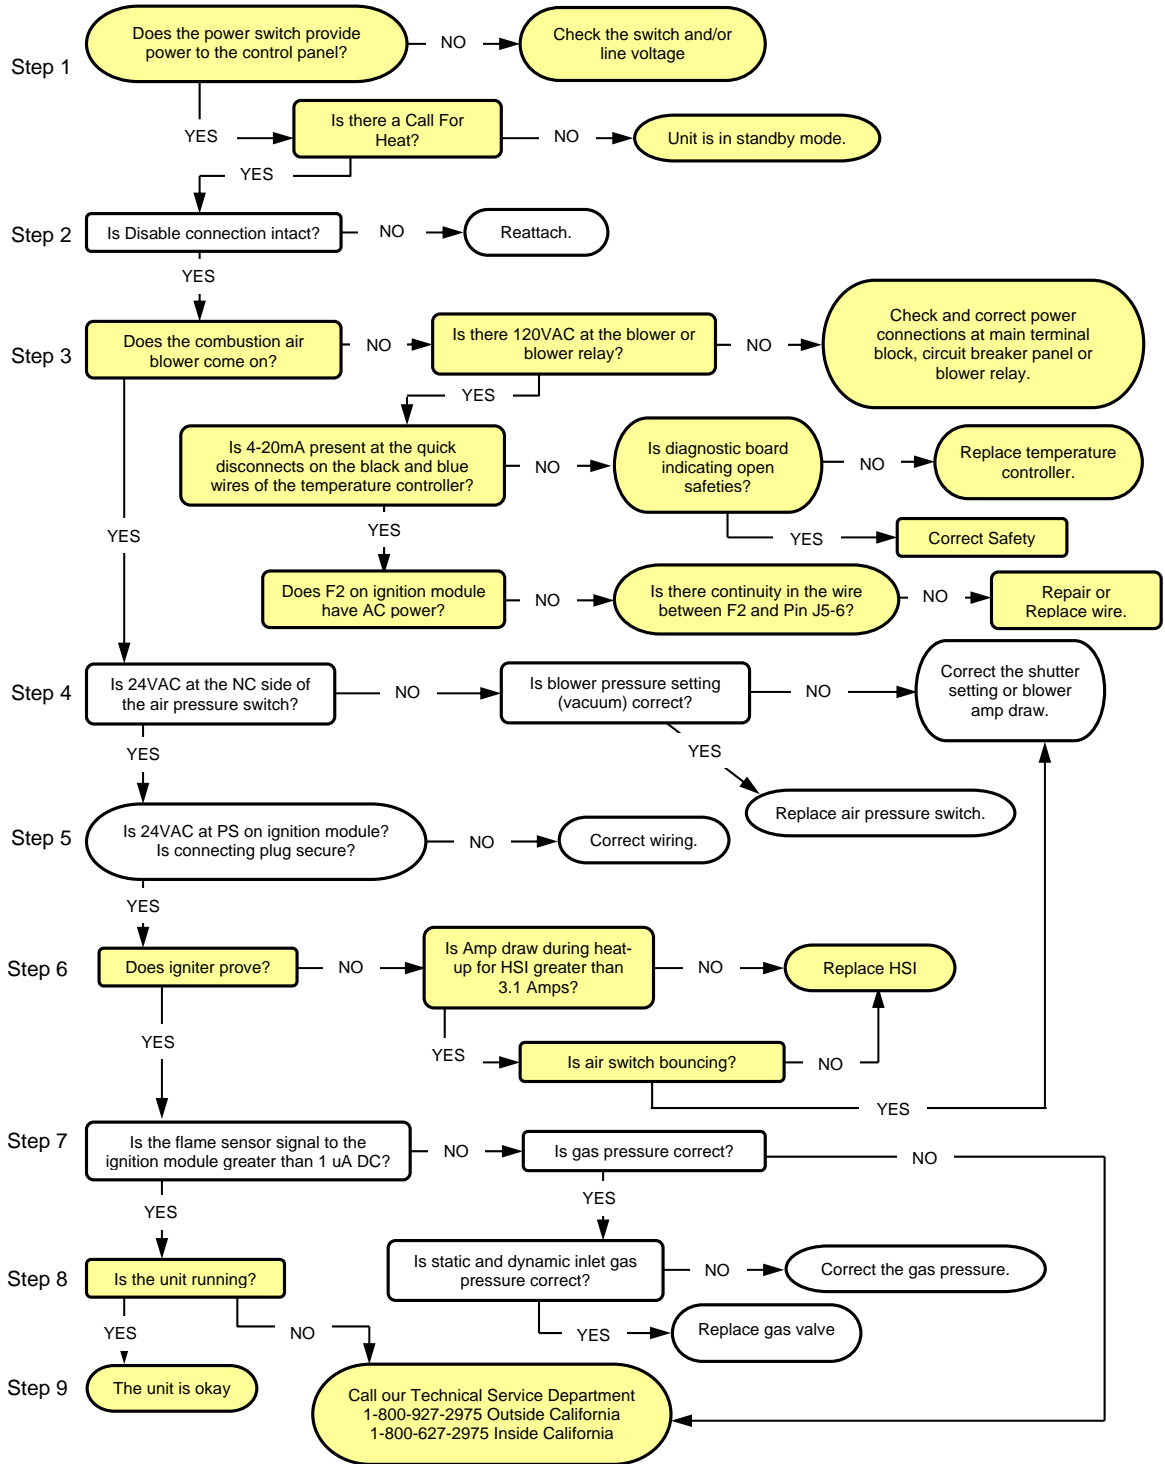 Step 1
Does the power switch provide
power to the control panel?
NO
Check the switch and/or
line voltage
YES
Is there a Call For
Heat?
NO
Unit is in standby mode.
YES
Step 2
Is Disable connection intact?
NO
Reattach.
YES
Step 3
Does the combustion air
blower come on?
NO
Is there 120VAC at the blower or
blower relay?
NO
Check and correct power
connections at main terminal
block, circuit breaker panel or
blower relay.
YES
Is 4-20mA present at the quick
disconnects on the black and blue
wires of the temperature controller?
NO
Is diagnostic board
indicating open
safeties?
NO
Replace temperature
controller.
YES
YES
YES
Correct Safety
Does F2 on ignition module
have AC power?
NO
Is there continuity in the wire
between F2 and Pin J5-6?
NO
Repair or
Replace wire.
Step 4
Is 24VAC at the NC side of
the air pressure switch?
NO
Is blower pressure setting
(vacuum) correct?
NO
Correct the shutter
setting or blower
amp draw.
YES
YES
Replace air pressure switch.
Step 5
Is 24VAC at PS on ignition module?
Is connecting plug secure?
NO
Correct wiring.
YES
Step 6
Does igniter prove?
NO
Is Amp draw during heat-
up for HSI greater than
3.1 Amps?
NO
Replace HSI
YES
YES
Is air switch bouncing?
NO
YES
Step 7
Is the flame sensor signal to the
ignition module greater than 1 uA DC?
NO
Is gas pressure correct?
NO
YES
YES
Step 8
Is the unit running?
Is static and dynamic inlet gas
pressure correct?
NO
Correct the gas pressure.
YES
NO
YES
Replace gas valve
Step 9
The unit is okay
Call our Technical Service Department
1-800-927-2975 Outside California
1-800-627-2975 Inside California